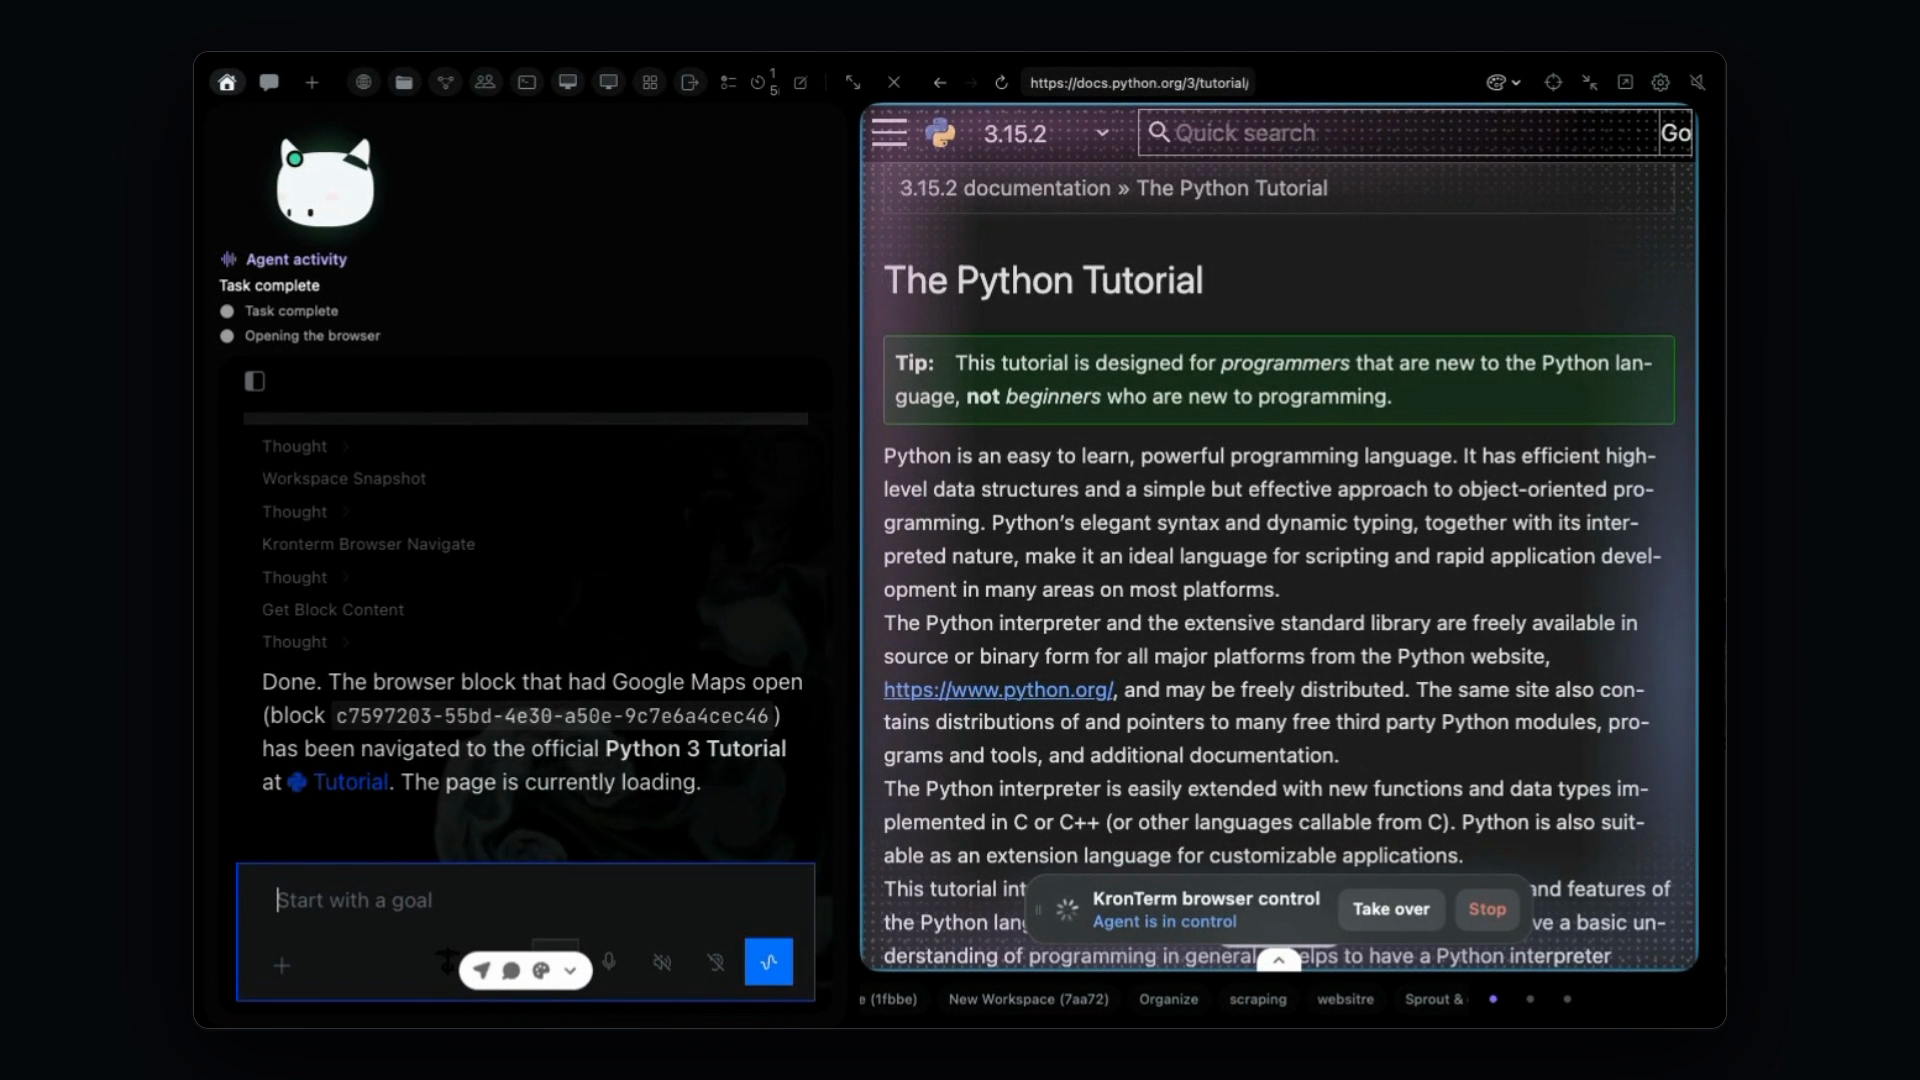 1
5
https://docs.python.org/3/tutorial/
3.15.2
Quick search
Go
3.15.2 documentation » The Python Tutorial
Agent activity
Task complete
Task complete
Opening the browser
Thought
Workspace Snapshot
Thought
Kronterm Browser Navigate
Thought
Get Block Content
Thought
Done. The browser block that had Google Maps open
(block c7597203-55bd-4e30-a50e-9c7e6a4cec46)
has been navigated to the official Python 3 Tutorial
at Tutorial. The page is currently loading.
Start with a goal
The Python Tutorial
Tip: This tutorial is designed for programmers that are new to the Python lan-
guage, not beginners who are new to programming.
Python is an easy to learn, powerful programming language. It has efficient high-
level data structures and a simple but effective approach to object-oriented pro-
gramming. Python’s elegant syntax and dynamic typing, together with its inter-
preted nature, make it an ideal language for scripting and rapid application devel-
opment in many areas on most platforms.
The Python interpreter and the extensive standard library are freely available in
source or binary form for all major platforms from the Python website,
https://www.python.org/, and may be freely distributed. The same site also con-
tains distributions of and pointers to many free third party Python modules, pro-
grams and tools, and additional documentation.
The Python interpreter is easily extended with new functions and data types im-
plemented in C or C++ (or other languages callable from C). Python is also suit-
able as an extension language for customizable applications.
This tutorial int and features of
the Python lan ve a basic un-
derstanding of programming in general elps to have a Python interpreter
KronTerm browser control
Agent is in control
Take over
Stop
e (1fbbe)
New Workspace (7aa72)
Organize
scraping
websitre
Sprout &